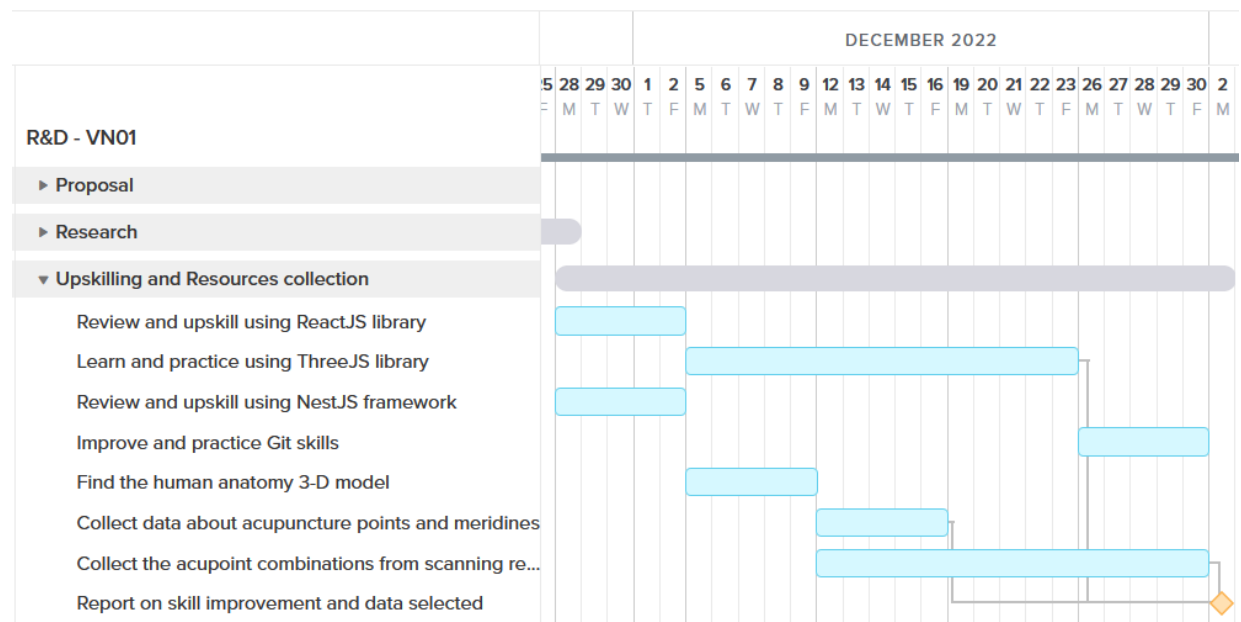 DECEMBER 2022
25 28 29 30 1 2 5 6 7 8 9 12 13 14 15 16 19 20 21 22 23 26 27 28 29 30 2
F M T W T F M T W T F M T W T F M T W T F M T W T F M
R&D - VN01
Proposal
Research
Upskilling and Resources collection
Review and upskill using ReactJS library
Learn and practice using ThreeJS library
Review and upskill using NestJS framework
Improve and practice Git skills
Find the human anatomy 3-D model
Collect data about acupuncture points and meridines
Collect the acupoint combinations from scanning re...
Report on skill improvement and data selected